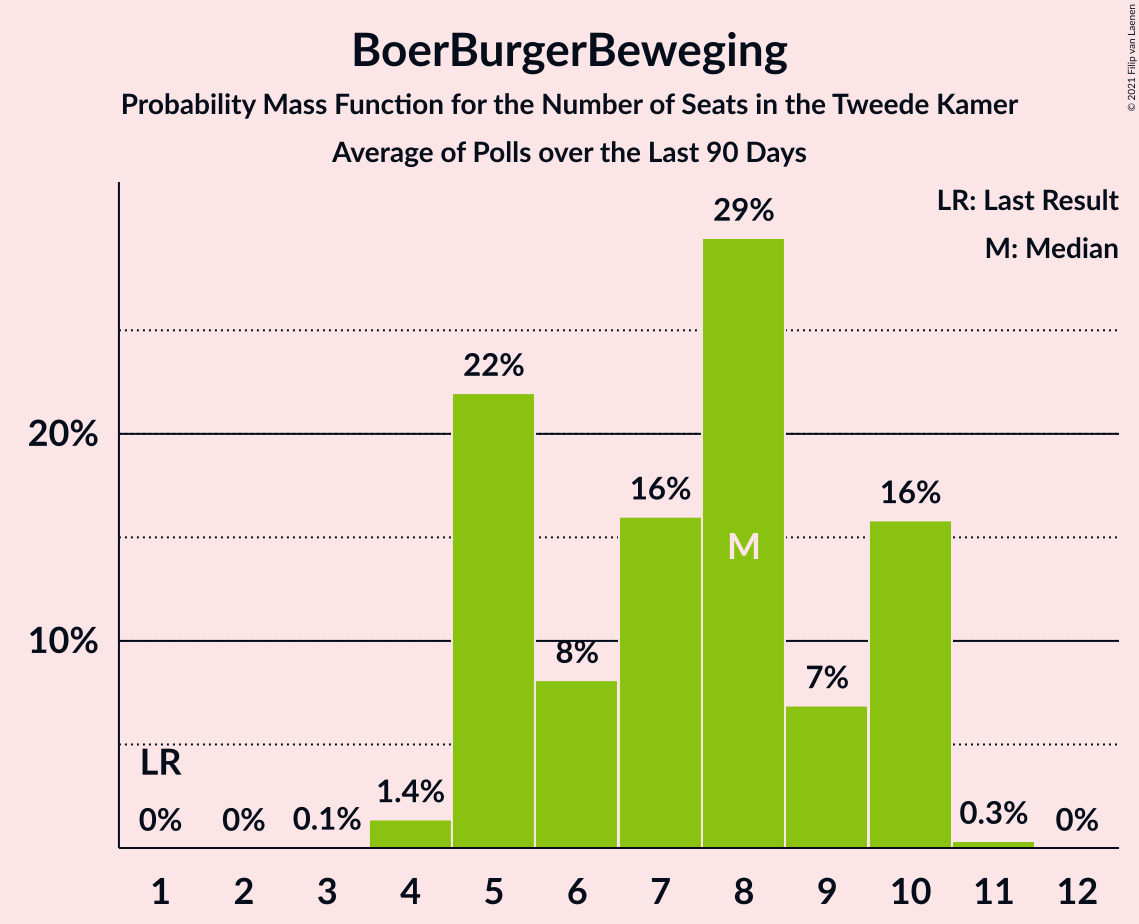 BoerBurgerBeweging
Probability Mass Function for the Number of Seats in the Tweede Kamer
Average of Polls over the Last 90 Days
© 2021 Filip van Laenen
LR: Last Result
M: Median
29%
22%
20%
16%
16%
M
10%
8%
7%
LR
1.4%
0%
0%
0.1%
0.3%
0%
1 2 3 4 5 6 7 8 9 10 11 12